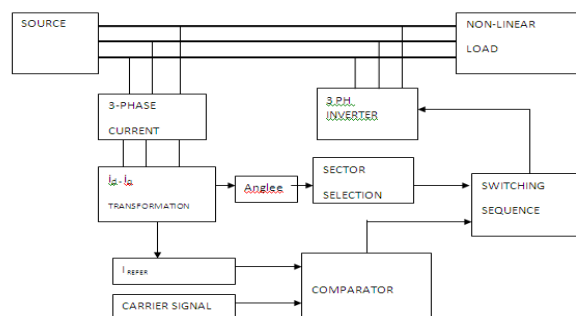 SOURCE
NON-LINEAR
LOAD
3-PHASE
CURRENT
3 PH
INVERTER
id-iq
TRANSFORMATION
Anglee
SECTOR
SELECTION
SWITCHING
SEQUENCE
I REFER
CARRIER SIGNAL
COMPARATOR